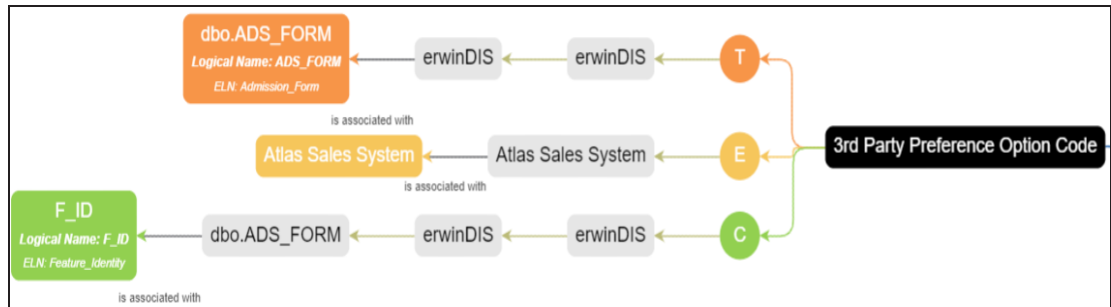 dbo.ADS_FORM
Logical Name: ADS_FORM
ELN: Admission_Form
erwinDIS
erwinDIS
T
is associated with
Atlas Sales System
Atlas Sales System
E
3rd Party Preference Option Code
is associated with
F_ID
Logical Name: F_ID
ELN: Feature_Identity
dbo.ADS_FORM
erwinDIS
erwinDIS
C
is associated with